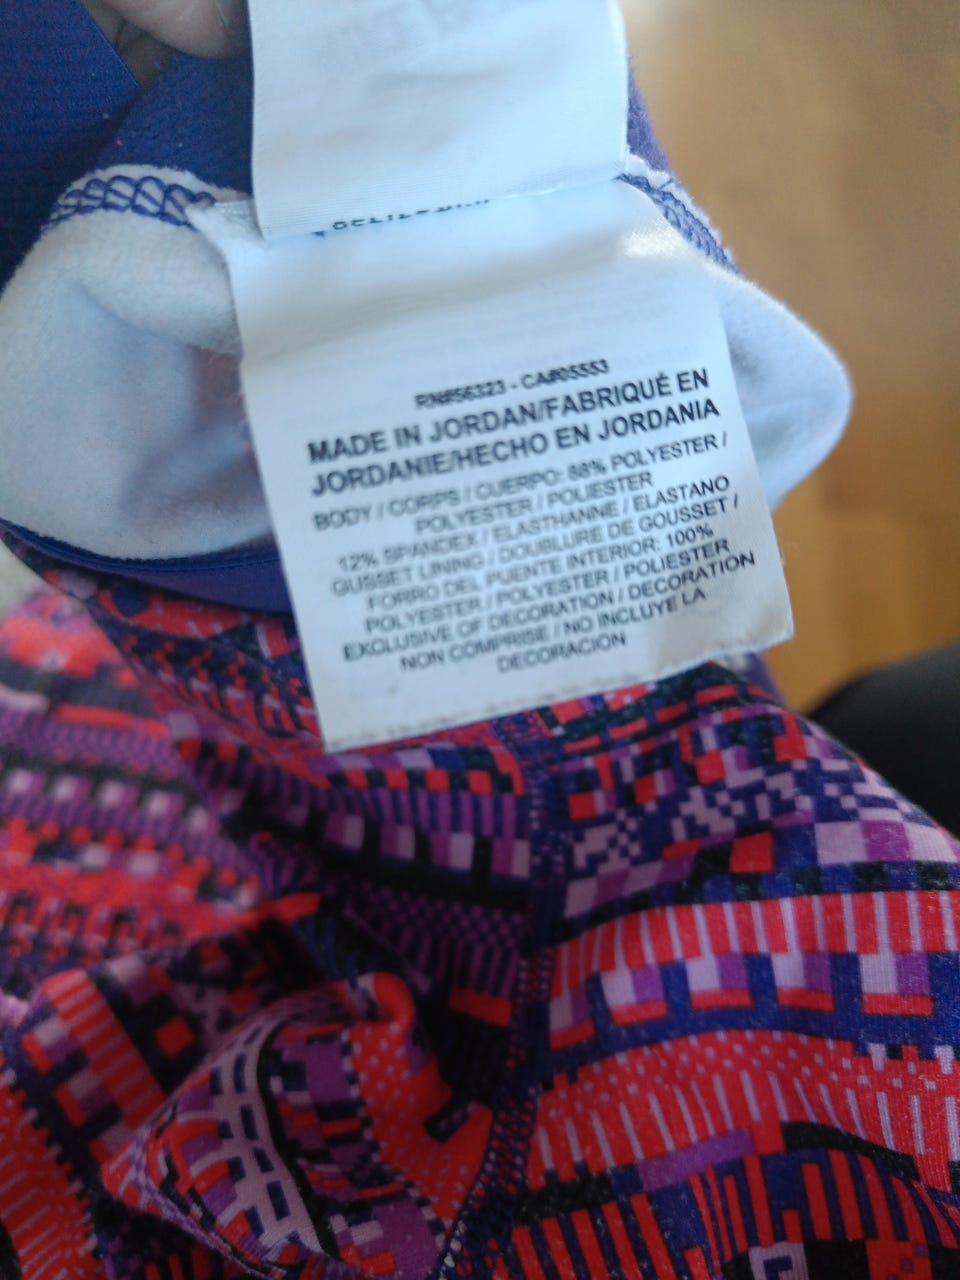 RN#56323 - CA#05553
MADE IN JORDAN/FABRIQUÉ EN
JORDANIE/HECHO EN JORDANIA
BODY / CORPS / CUERPO: 88% POLYESTER /
POLYESTER / POLIESTER
12% SPANDEX / ELASTHANNE / ELASTANO
GUSSET LINING / DOUBLURE DE GOUSSET /
FORRO DEL PUENTE INTERIOR: 100%
POLYESTER / POLYESTER / POLIESTER
EXCLUSIVE OF DECORATION / DECORATION
NON COMPRISE / NO INCLUYE LA
DECORACION